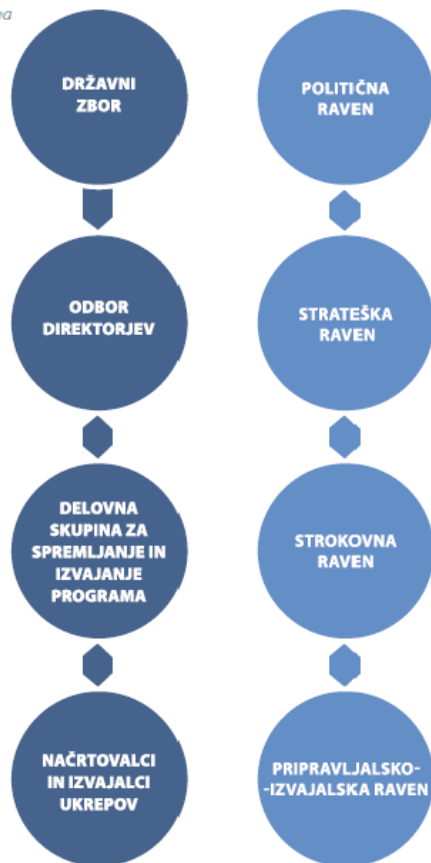 DRŽAVNI
ZBOR
POLITIČNA
RAVEN
ODBOR
DIREKTORJEV
STRATEŠKA
RAVEN
DELOVNA
SKUPINA ZA
SPREMLJANJE IN
IZVAJANJE
PROGRAMA
STROKOVNA
RAVEN
NAČRTOVALCI
IN IZVAJALCI
UKREPOV
PRIPRAVLJALSKO-
-IZVAJALSKA RAVEN